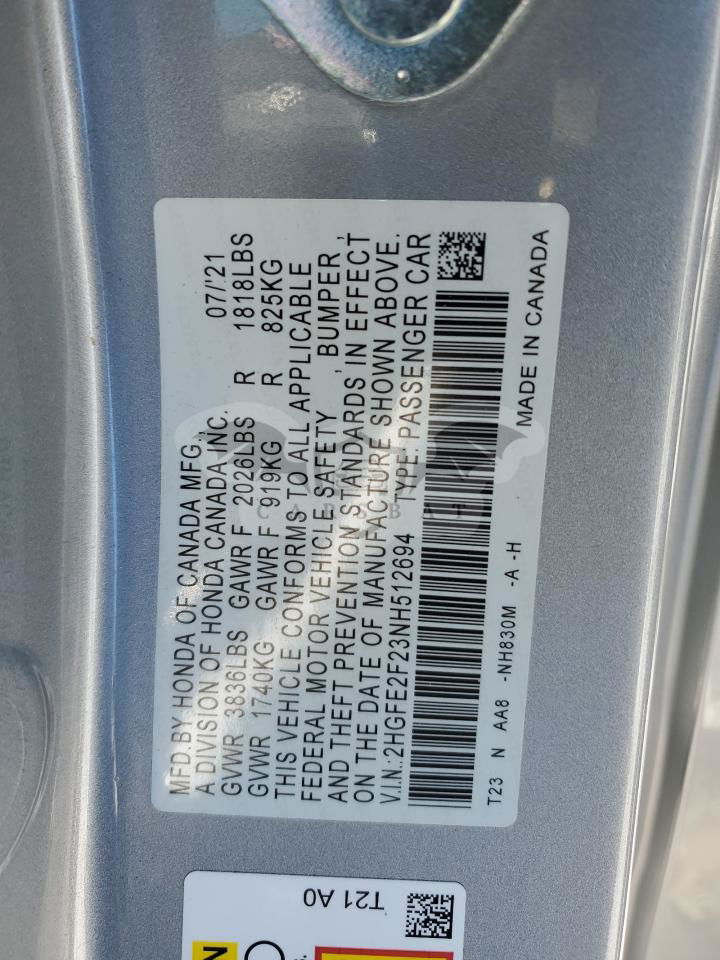 MFD.BY HONDA OF CANADA MFG., 07/'21
A DIVISION OF HONDA CANADA INC.
GVWR 3836LBS GAWR F 2026LBS R 1818LBS
GVWR 1740KG GAWR F 919KG R 825KG
THIS VEHICLE CONFORMS TO ALL APPLICABLE
FEDERAL MOTOR VEHICLE SAFETY , BUMPER,
AND THEFT PREVENTION STANDARDS IN EFFECT
ON THE DATE OF MANUFACTURE SHOWN ABOVE.
V.I.N.: 2HGFE2F23NH512694 TYPE: PASSENGER CAR
MADE IN CANADA
T23 N AA8 -NH830M -A -H
CARSBAT
T21 A0